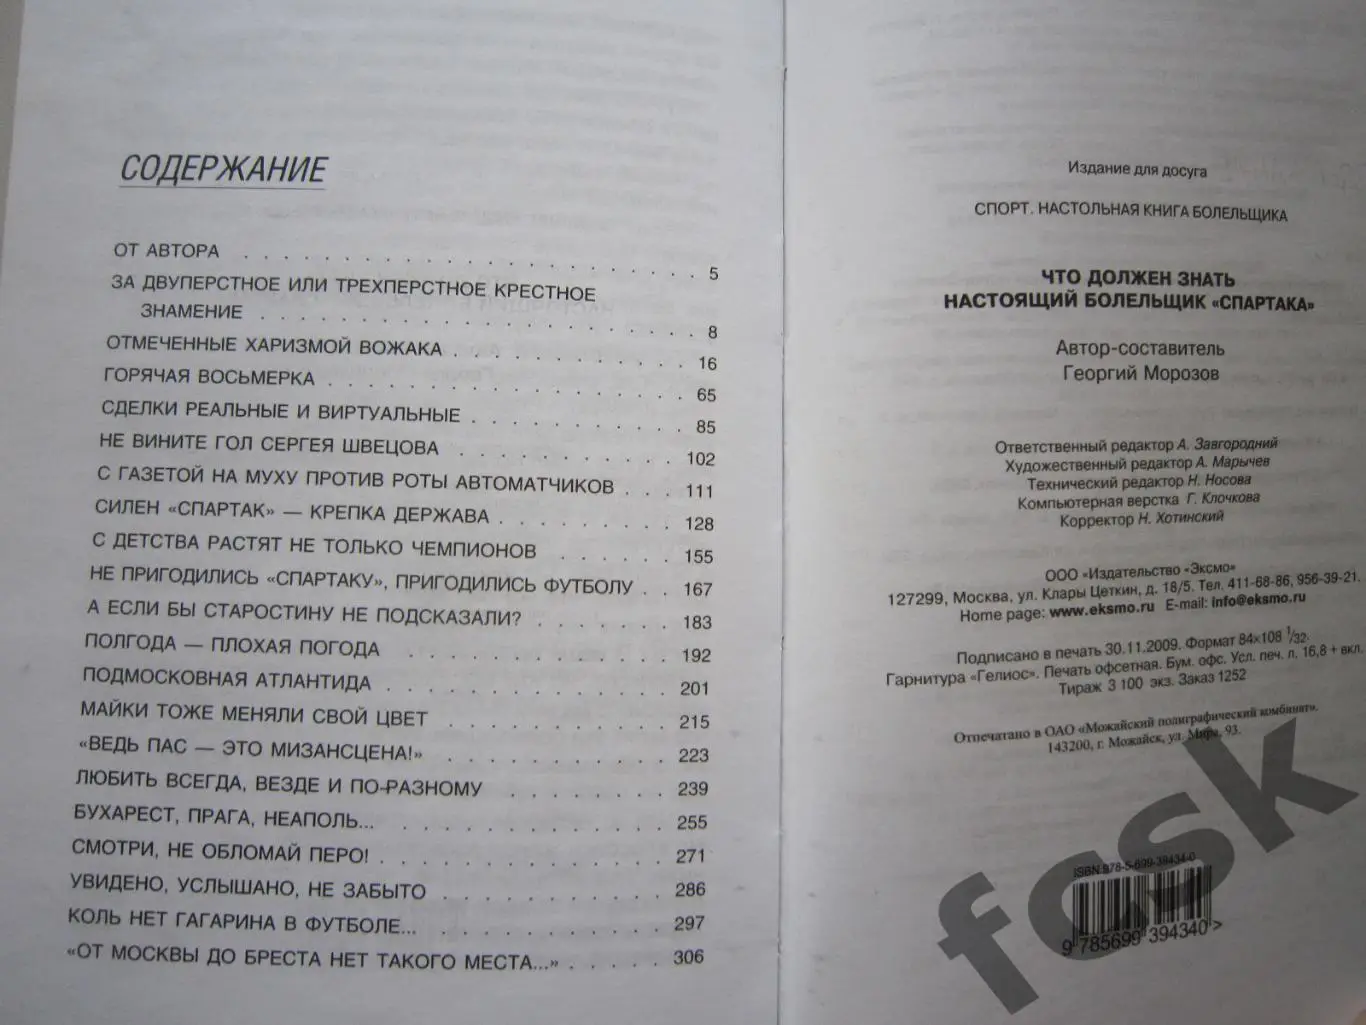 СОДЕРЖАНИЕ
ОТ АВТОРА . . . . . . . . . . . . . . . . . . . . . . . 5
ЗА ДВУПЕРСТНОЕ ИЛИ ТРЕХПЕРСТНОЕ КРЕСТНОЕ
ЗНАМЕНИЕ . . . . . . . . . . . . . . . . . . . . . 8
ОТМЕЧЕННЫЕ ХАРИЗМОЙ ВОЖАКА . . . . . . . . . . . 16
ГОРЯЧАЯ ВОСЬМЕРКА . . . . . . . . . . . . . . . . . 65
СДЕЛКИ РЕАЛЬНЫЕ И ВИРТУАЛЬНЫЕ . . . . . . . . . . 85
НЕ ВИНИТЕ ГОЛ СЕРГЕЯ ШВЕЦОВА . . . . . . . . . . 102
С ГАЗЕТОЙ НА МУХУ ПРОТИВ РОТЫ АВТОМАТЧИКОВ . . . 111
СИЛЕН «СПАРТАК» — КРЕПКА ДЕРЖАВА . . . . . . . . . 128
С ДЕТСТВА РАСТЯТ НЕ ТОЛЬКО ЧЕМПИОНОВ . . . . . . 155
НЕ ПРИГОДИЛИСЬ «СПАРТАКУ», ПРИГОДИЛИСЬ ФУТБОЛУ . . 167
А ЕСЛИ БЫ СТАРОСТИНУ НЕ ПОДСКАЗАЛИ? . . . . . . . 183
ПОЛГОДА — ПЛОХАЯ ПОГОДА . . . . . . . . . . . . . 192
ПОДМОСКОВНАЯ АТЛАНТИДА . . . . . . . . . . . . . . 201
МАЙКИ ТОЖЕ МЕНЯЛИ СВОЙ ЦВЕТ . . . . . . . . . . . 215
«ВЕДЬ ПАС — ЭТО МИЗАНСЦЕНА!» . . . . . . . . . . . 223
ЛЮБИТЬ ВСЕГДА, ВЕЗДЕ И ПО-РАЗНОМУ . . . . . . . . 239
БУХАРЕСТ, ПРАГА, НЕАПОЛЬ... . . . . . . . . . . . . . 255
СМОТРИ, НЕ ОБЛОМАЙ ПЕРО! . . . . . . . . . . . . . 271
УВИДЕНО, УСЛЫШАНО, НЕ ЗАБЫТО . . . . . . . . . . . 286
КОЛЬ НЕТ ГАГАРИНА В ФУТБОЛЕ... . . . . . . . . . . . 297
«ОТ МОСКВЫ ДО БРЕСТА НЕТ ТАКОГО МЕСТА...» . . . . . 306
Издание для досуга
СПОРТ. НАСТОЛЬНАЯ КНИГА БОЛЕЛЬЩИКА
ЧТО ДОЛЖЕН ЗНАТЬ
НАСТОЯЩИЙ БОЛЕЛЬЩИК «СПАРТАКА»
Автор-составитель
Георгий Морозов
Ответственный редактор А. Завгородний
Художественный редактор А. Марычев
Технический редактор Н. Носова
Компьютерная верстка Г. Клочкова
Корректор Н. Хотинский
ООО «Издательство «Эксмо»
127299, Москва, ул. Клары Цеткин, д. 18/5. Тел. 411-68-86, 956-39-21.
Home page: www.eksmo.ru E-mail: info@eksmo.ru
Подписано в печать 30.11.2009. Формат 84×108 1/32.
Гарнитура «Гелиос». Печать офсетная. Бум. офс. Усл. печ. л. 16,8 + вкл.
Тираж 3 100 экз. Заказ 1252
Отпечатано в ОАО «Можайский полиграфический комбинат».
143200, г. Можайск, ул. Мира, 93.
ISBN 978-5-699-39434-0
9 785699 394340 >
fcsk